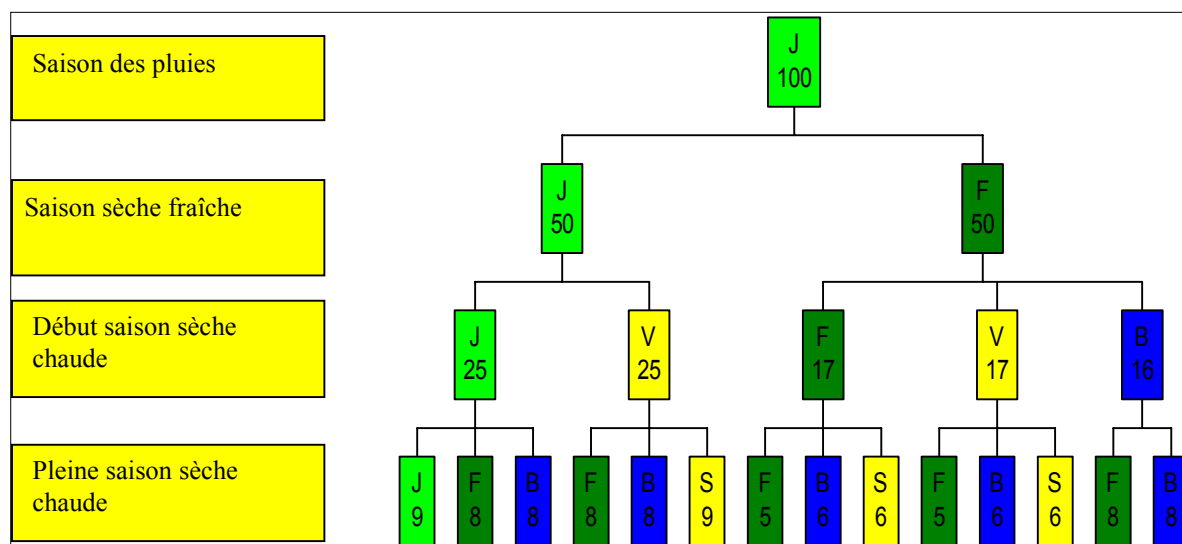 Saison des pluies
J
100
Saison sèche fraîche
J
50
F
50
Début saison sèche
chaude
J
25
V
25
F
17
V
17
B
16
Pleine saison sèche
chaude
J
9
F
8
B
8
F
8
B
8
S
9
F
5
B
6
S
6
F
5
B
6
S
6
F
8
B
8